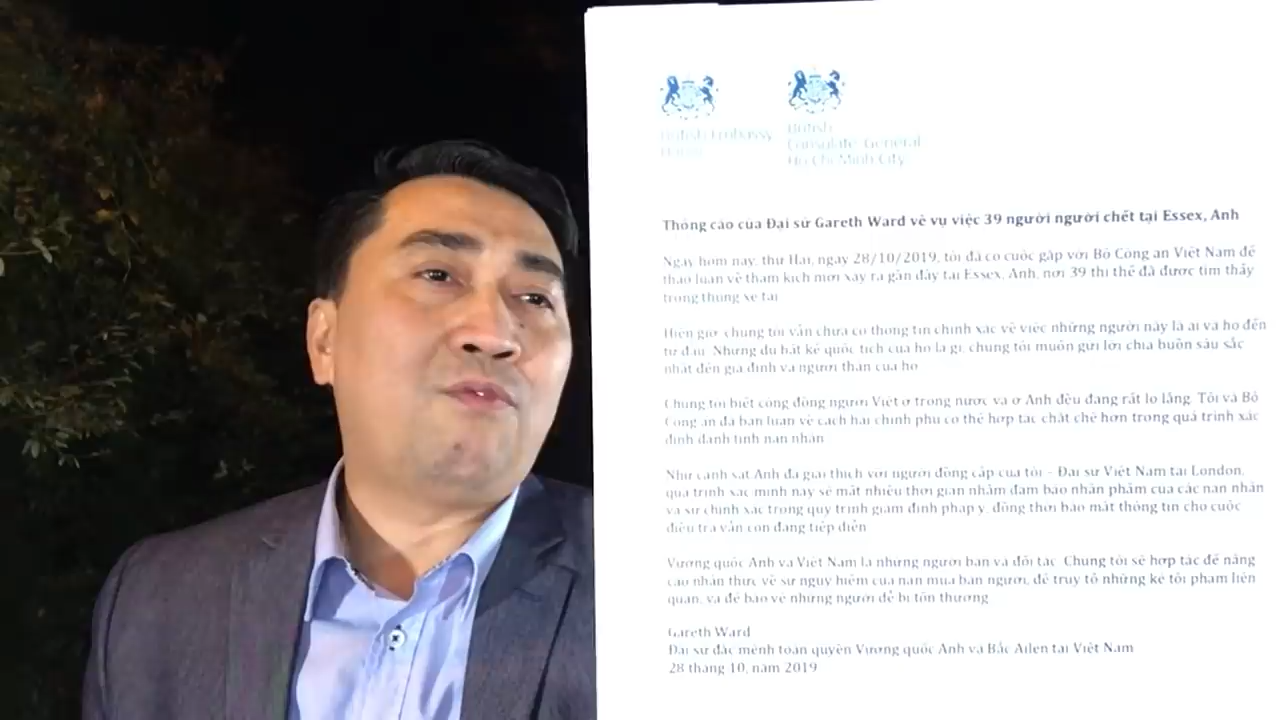 British Embassy
Hanoi
British
Consulate General
Ho Chi Minh City
Thông cáo của Đại sứ Gareth Ward về vụ việc 39 người người chết tại Essex, Anh
Ngày hôm nay, thứ Hai, ngày 28/10/2019, tôi đã có cuộc gặp với Bộ Công an Việt Nam để
thảo luận về thảm kịch mới xảy ra gần đây tại Essex, Anh, nơi 39 thi thể đã được tìm thấy
trong thùng xe tải.
Hiện giờ, chúng tôi vẫn chưa có thông tin chính xác về việc những người này là ai và họ đến
từ đâu. Nhưng dù bất kể quốc tịch của họ là gì, chúng tôi muốn gửi lời chia buồn sâu sắc
nhất đến gia đình và người thân của họ.
Chúng tôi biết cộng đồng người Việt ở trong nước và ở Anh đều đang rất lo lắng. Tôi và Bộ
Công an đã bàn luận về cách hai chính phủ có thể hợp tác chặt chẽ hơn trong quá trình xác
định danh tính nạn nhân.
Như cảnh sát Anh đã giải thích với người đồng cấp của tôi – Đại sứ Việt Nam tại London,
quá trình xác minh này sẽ mất nhiều thời gian nhằm đảm bảo nhân phẩm của các nạn nhân
và sự chính xác trong quy trình giám định pháp y, đồng thời bảo mật thông tin cho cuộc
điều tra vẫn còn đang tiếp diễn.
Vương quốc Anh và Việt Nam là những người bạn và đối tác. Chúng tôi sẽ hợp tác để nâng
cao nhận thức về sự nguy hiểm của nạn mua bán người, để truy tố những kẻ tội phạm liên
quan, và để bảo vệ những người dễ bị tổn thương.
Gareth Ward
Đại sứ đặc mệnh toàn quyền Vương quốc Anh và Bắc Ailen tại Việt Nam
28 tháng 10, năm 2019